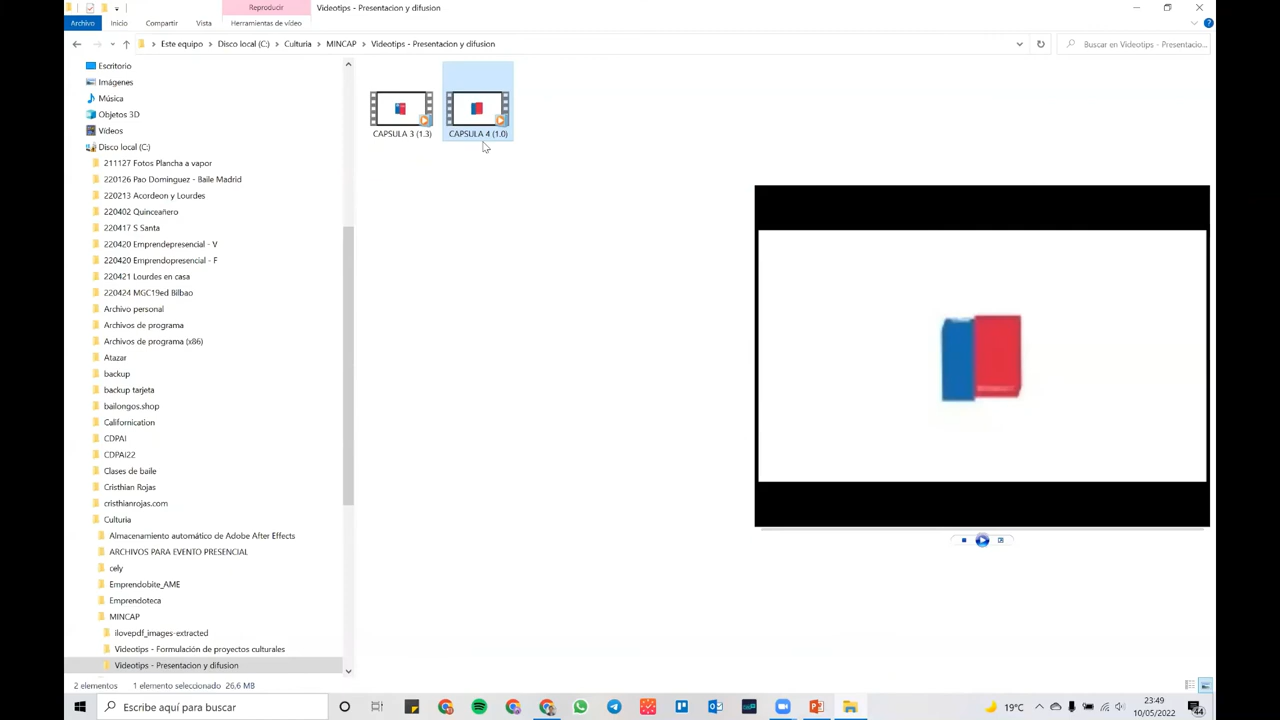 Reproducir
Videotips - Presentacion y difusion
Archivo
Inicio
Compartir
Vista
Herramientas de vídeo
Este equipo
Disco local (C:)
Culturia
MINCAP
Videotips - Presentacion y difusion
Buscar en Videotips - Presentacio...
Escritorio
Imágenes
Música
Objetos 3D
Vídeos
Disco local (C:)
211127 Fotos Plancha a vapor
220126 Pao Dominguez - Baile Madrid
220213 Acordeon y Lourdes
220402 Quinceañero
220417 S Santa
220420 Emprendepresencial - V
220420 Emprendopresencial - F
220421 Lourdes en casa
220424 MGC19ed Bilbao
Archivo personal
Archivos de programa
Archivos de programa (x86)
Atazar
backup
backup tarjeta
bailongos.shop
Californication
CDPAI
CDPAI22
Clases de baile
Cristhian Rojas
cristhianrojas.com
Culturia
Almacenamiento automático de Adobe After Effects
ARCHIVOS PARA EVENTO PRESENCIAL
cely
Emprendobite_AME
Emprendoteca
MINCAP
ilovepdf_images-extracted
Videotips - Formulación de proyectos culturales
Videotips - Presentacion y difusion
CAPSULA 3 (1.3)
CAPSULA 4 (1.0)
2 elementos
1 elemento seleccionado 26,6 MB
Escribe aquí para buscar
19°C
23:49
10/05/2022
44